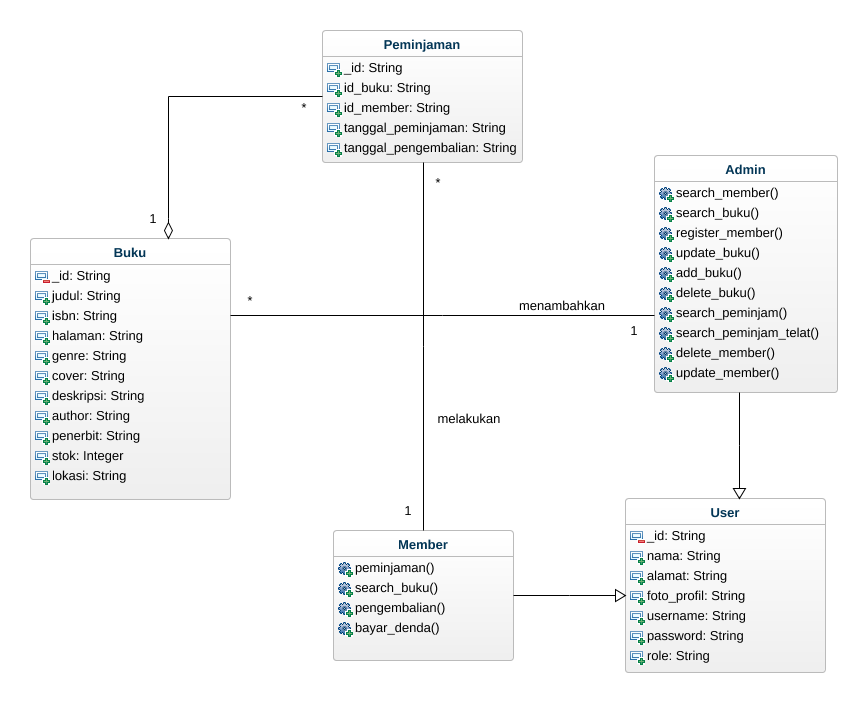 Peminjaman
_id: String
id_buku: String
id_member: String
tanggal_peminjaman: String
tanggal_pengembalian: String
*
*
1
Admin
search_member()
search_buku()
register_member()
update_buku()
add_buku()
delete_buku()
search_peminjam()
search_peminjam_telat()
delete_member()
update_member()
Buku
_id: String
judul: String
isbn: String
halaman: String
genre: String
cover: String
deskripsi: String
author: String
penerbit: String
stok: Integer
lokasi: String
*
menambahkan
1
melakukan
1
Member
peminjaman()
search_buku()
pengembalian()
bayar_denda()
User
_id: String
nama: String
alamat: String
foto_profil: String
username: String
password: String
role: String